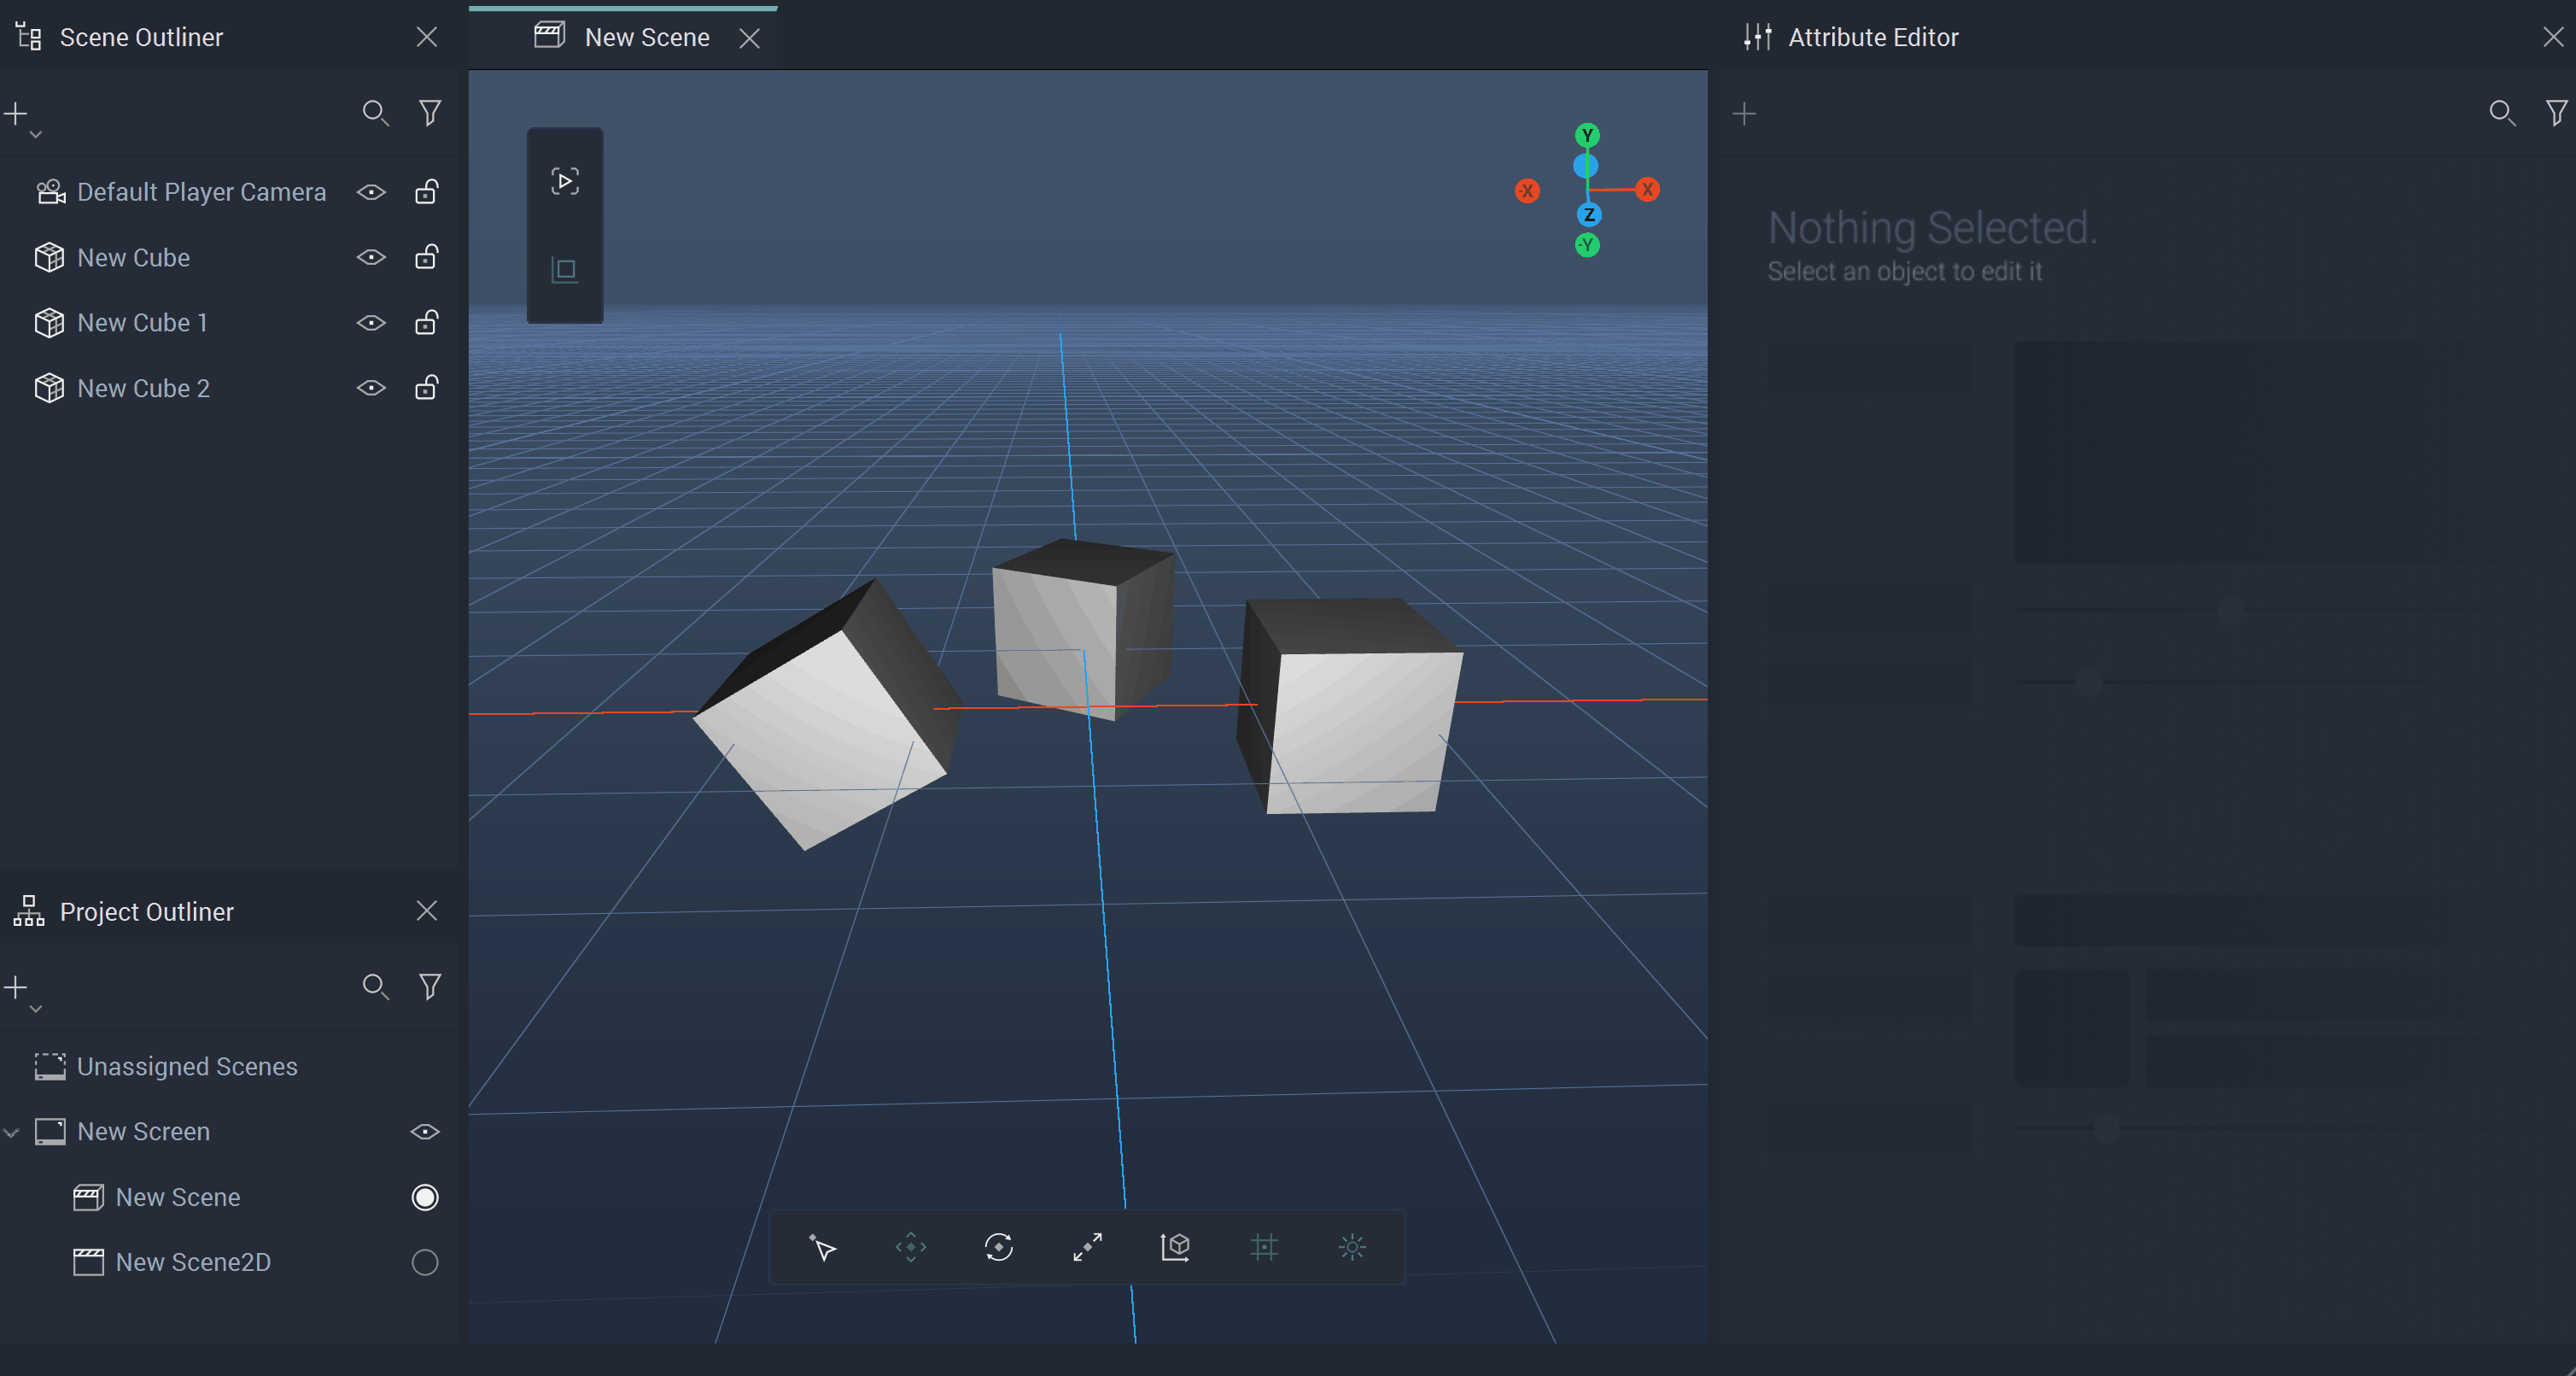 Scene Outliner
New Scene
Attribute Editor
Default Player Camera
New Cube
New Cube 1
New Cube 2
Y
-X
X
Z
-Y
Nothing Selected.
Select an object to edit it
Project Outliner
Unassigned Scenes
New Screen
New Scene
New Scene2D